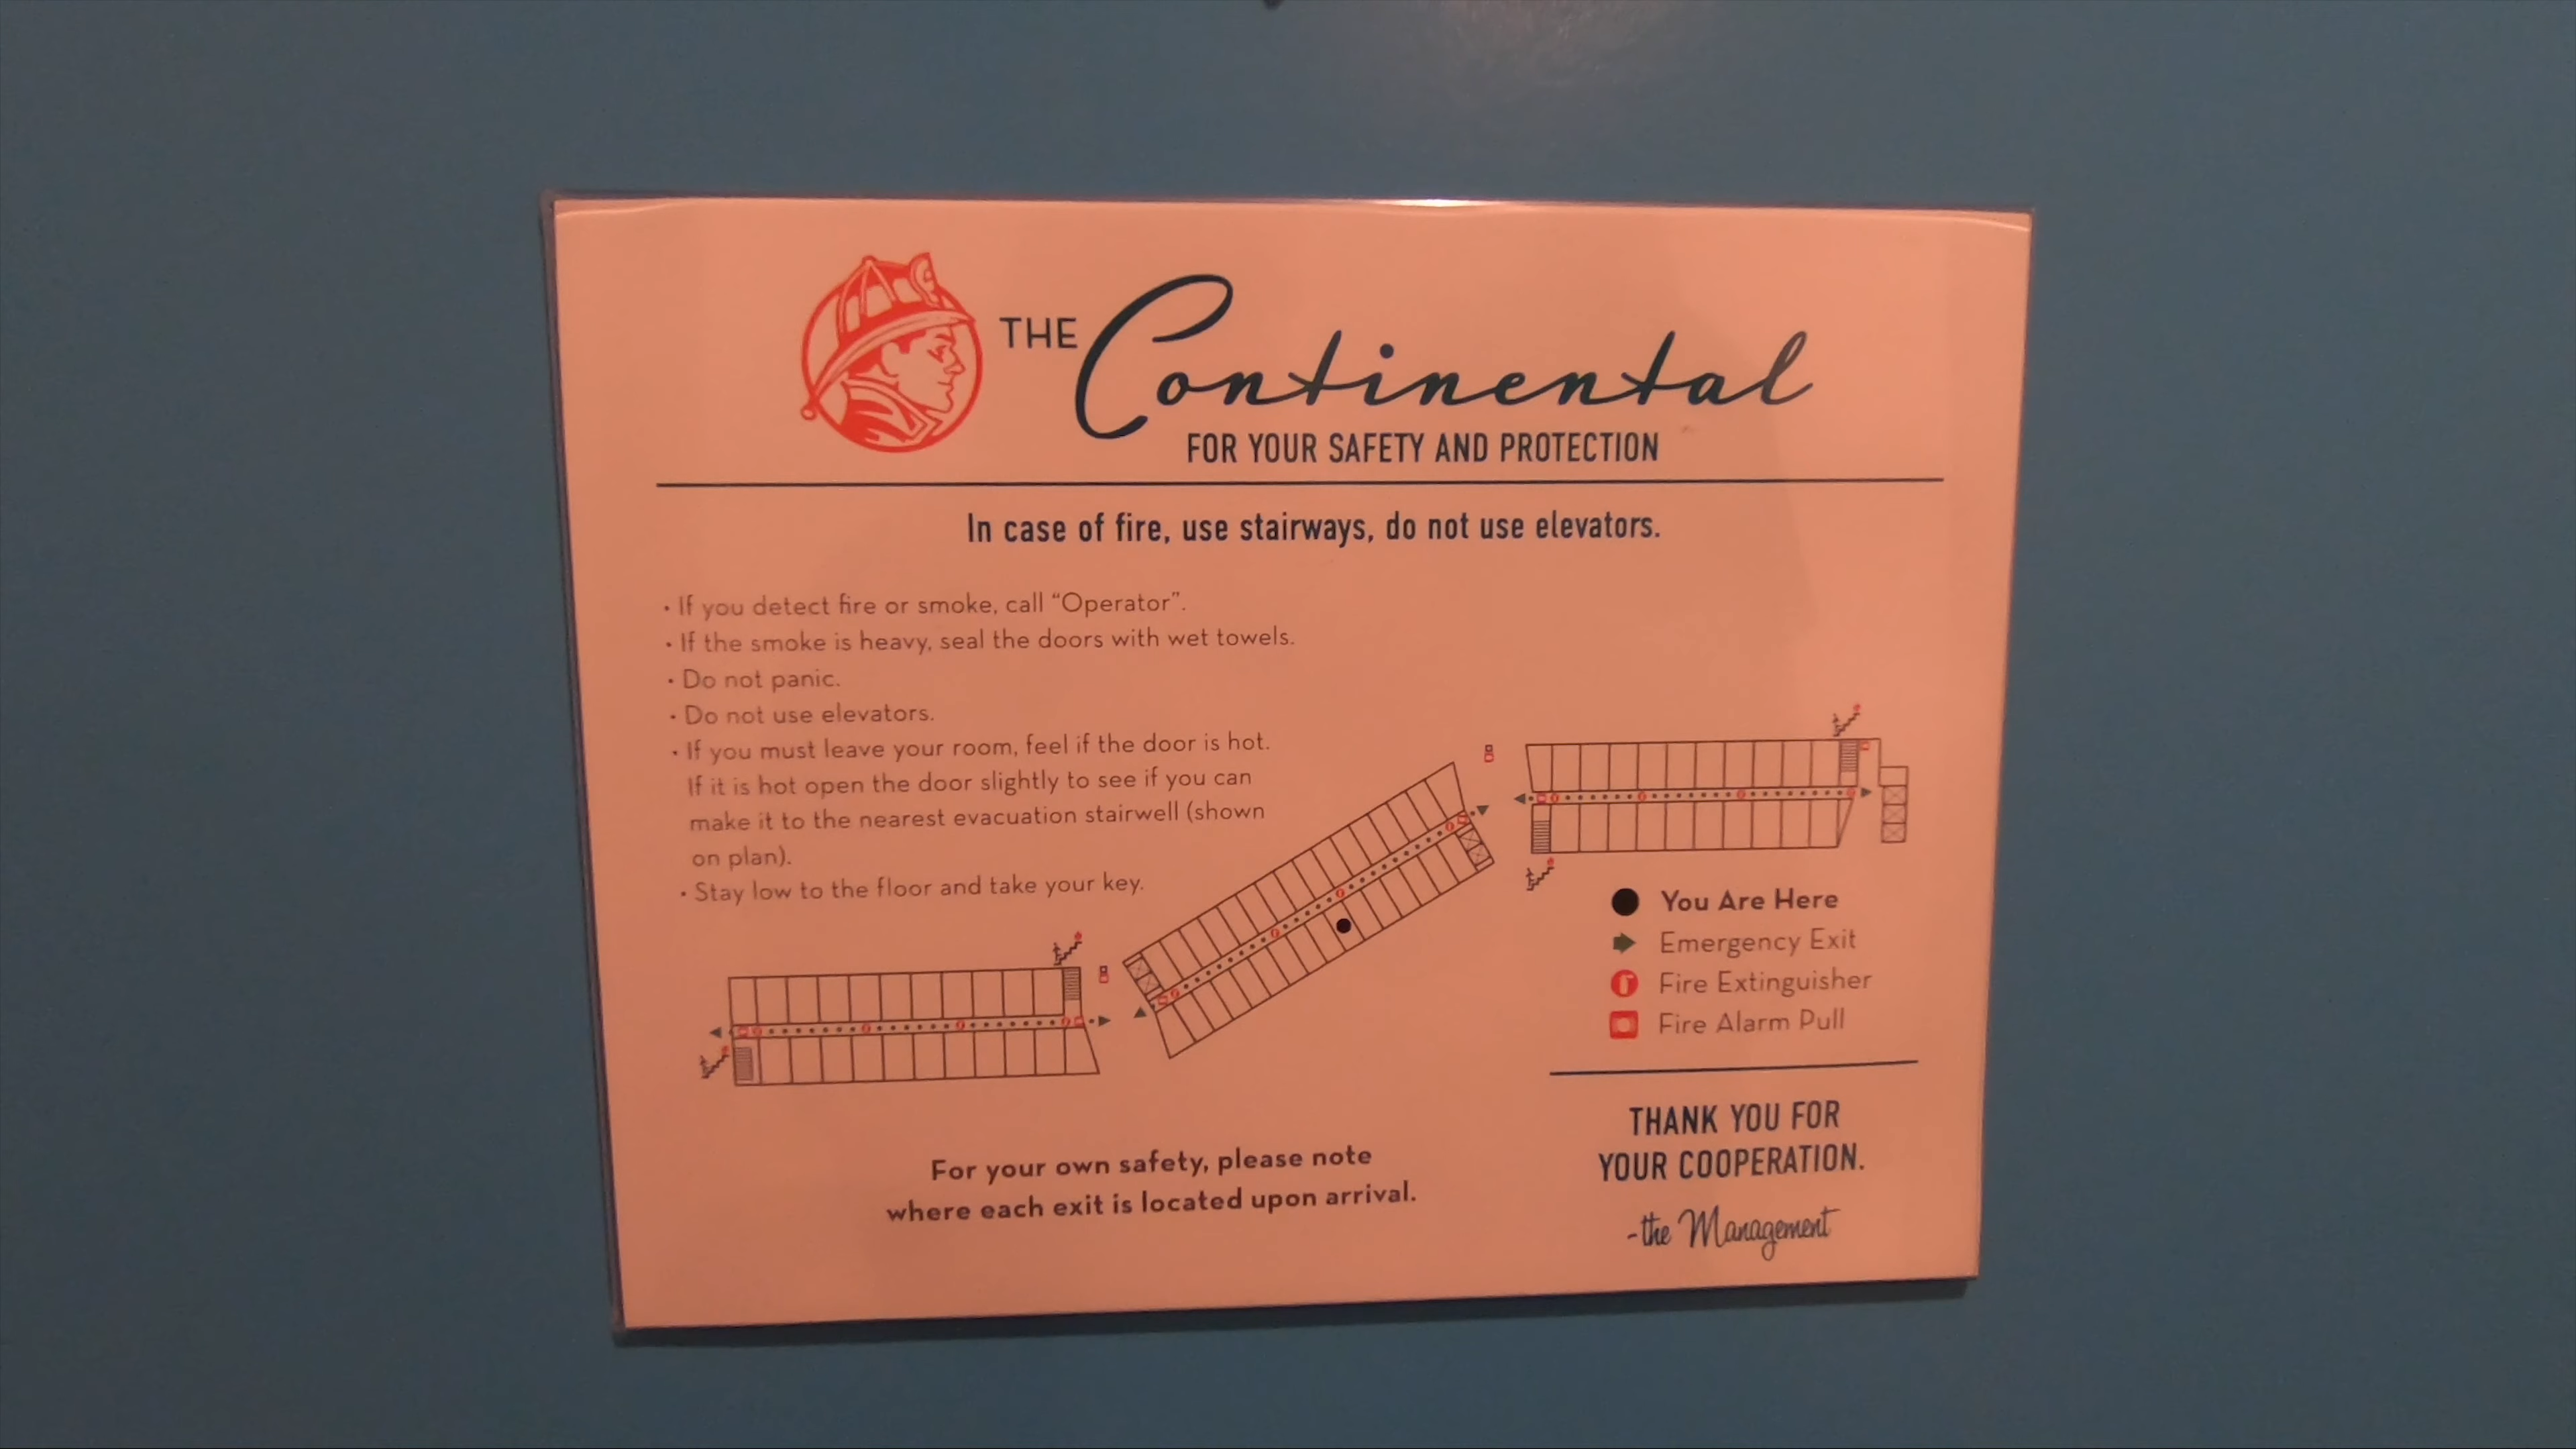 THE Continental
FOR YOUR SAFETY AND PROTECTION
In case of fire, use stairways, do not use elevators.
• If you detect fire or smoke, call “Operator”.
• If the smoke is heavy, seal the doors with wet towels.
• Do not panic.
• Do not use elevators.
• If you must leave your room, feel if the door is hot.
If it is hot open the door slightly to see if you can
make it to the nearest evacuation stairwell (shown
on plan).
• Stay low to the floor and take your key.
You Are Here
Emergency Exit
Fire Extinguisher
Fire Alarm Pull
For your own safety, please note
where each exit is located upon arrival.
THANK YOU FOR
YOUR COOPERATION.
-the Management